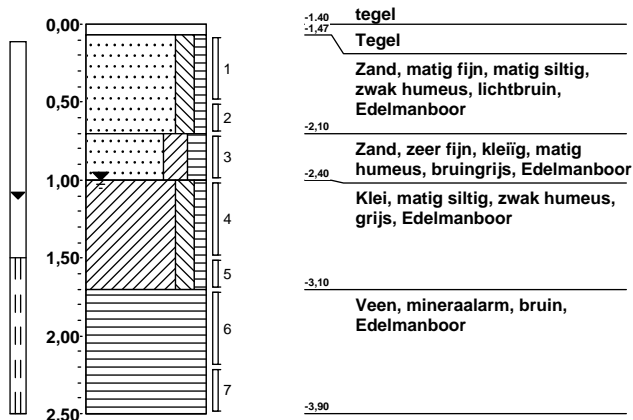 0,00
0,50
1,00
1,50
2,00
2.50
1
2
3
4
5
6
7
-1.40 tegel
-1,47
Tegel
Zand, matig fijn, matig siltig,
zwak humeus, lichtbruin,
Edelmanboor
-2,10
Zand, zeer fijn, kleiïg, matig
humeus, bruingrijs, Edelmanboor
-2,40
Klei, matig siltig, zwak humeus,
grijs, Edelmanboor
-3,10
Veen, mineraalarm, bruin,
Edelmanboor
-3,90